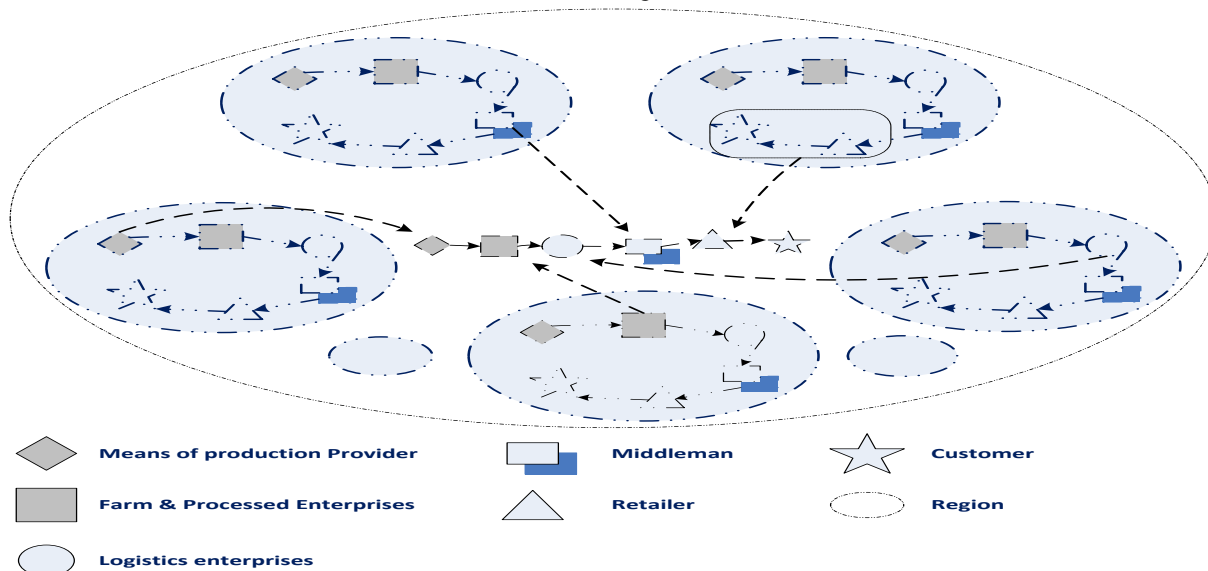 Means of production Provider
Middleman
Customer
Farm & Processed Enterprises
Retailer
Region
Logistics enterprises